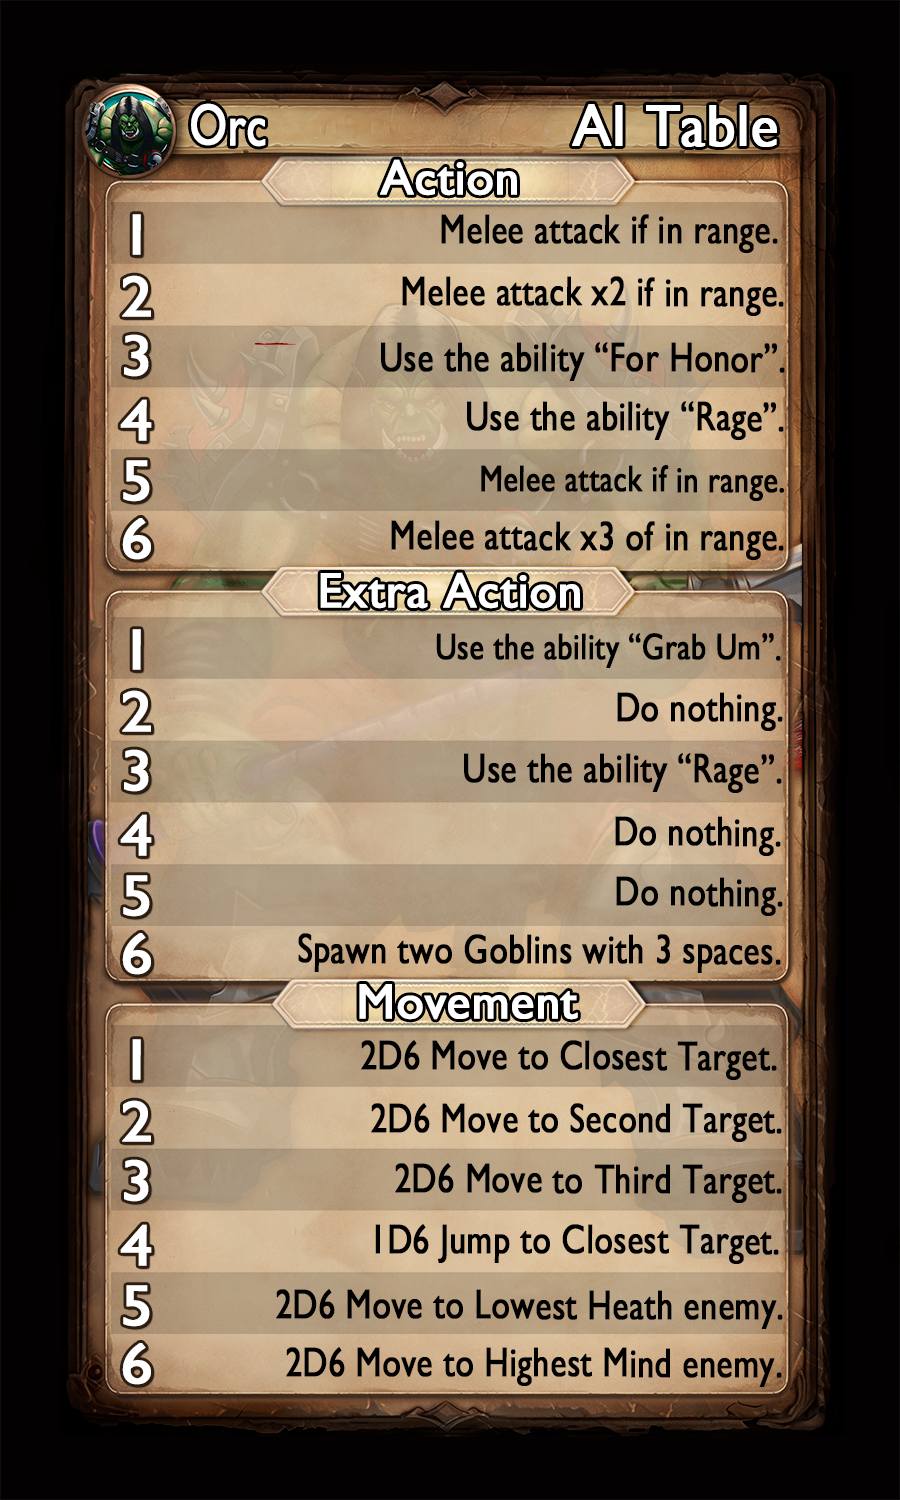 Orc AI Table
Action
1 Melee attack if in range.
2 Melee attack x2 if in range.
3 Use the ability “For Honor”.
4 Use the ability “Rage”.
5 Melee attack if in range.
6 Melee attack x3 of in range.
Extra Action
1 Use the ability “Grab Um”.
2 Do nothing.
3 Use the ability “Rage”.
4 Do nothing.
5 Do nothing.
6 Spawn two Goblins with 3 spaces.
Movement
1 2D6 Move to Closest Target.
2 2D6 Move to Second Target.
3 2D6 Move to Third Target.
4 1D6 Jump to Closest Target.
5 2D6 Move to Lowest Heath enemy.
6 2D6 Move to Highest Mind enemy.